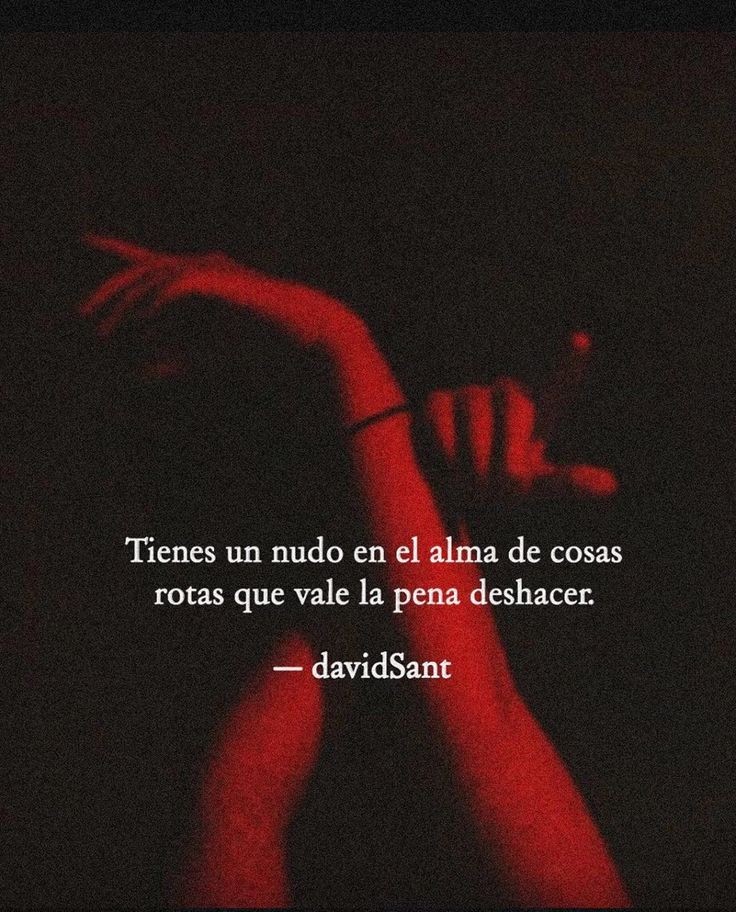 Tienes un nudo en el alma de cosas
rotas que vale la pena deshacer.
— davidSant